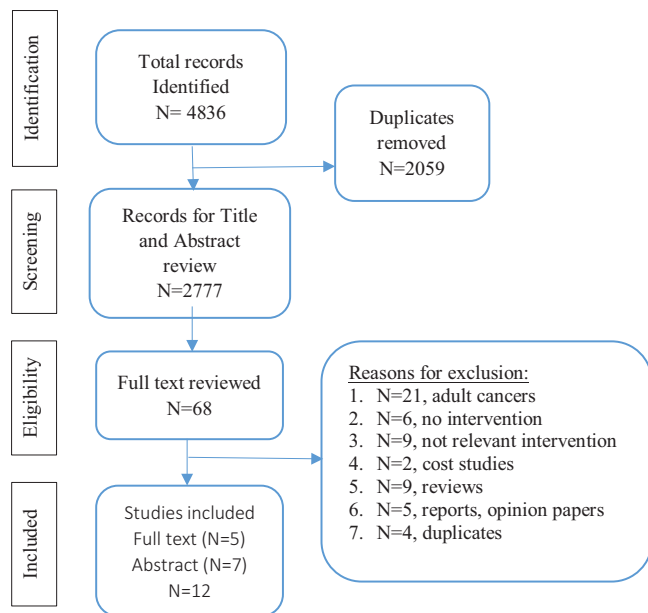 Identification
Total records
Identified
N= 4836
Duplicates
removed
N=2059
Screening
Records for Title
and Abstract
review
N=2777
Eligibility
Full text reviewed
N=68
Reasons for exclusion:
1. N=21, adult cancers
2. N=6, no intervention
3. N=9, not relevant intervention
4. N=2, cost studies
5. N=9, reviews
6. N=5, reports, opinion papers
7. N=4, duplicates
Included
Studies included
Full text (N=5)
Abstract (N=7)
N=12